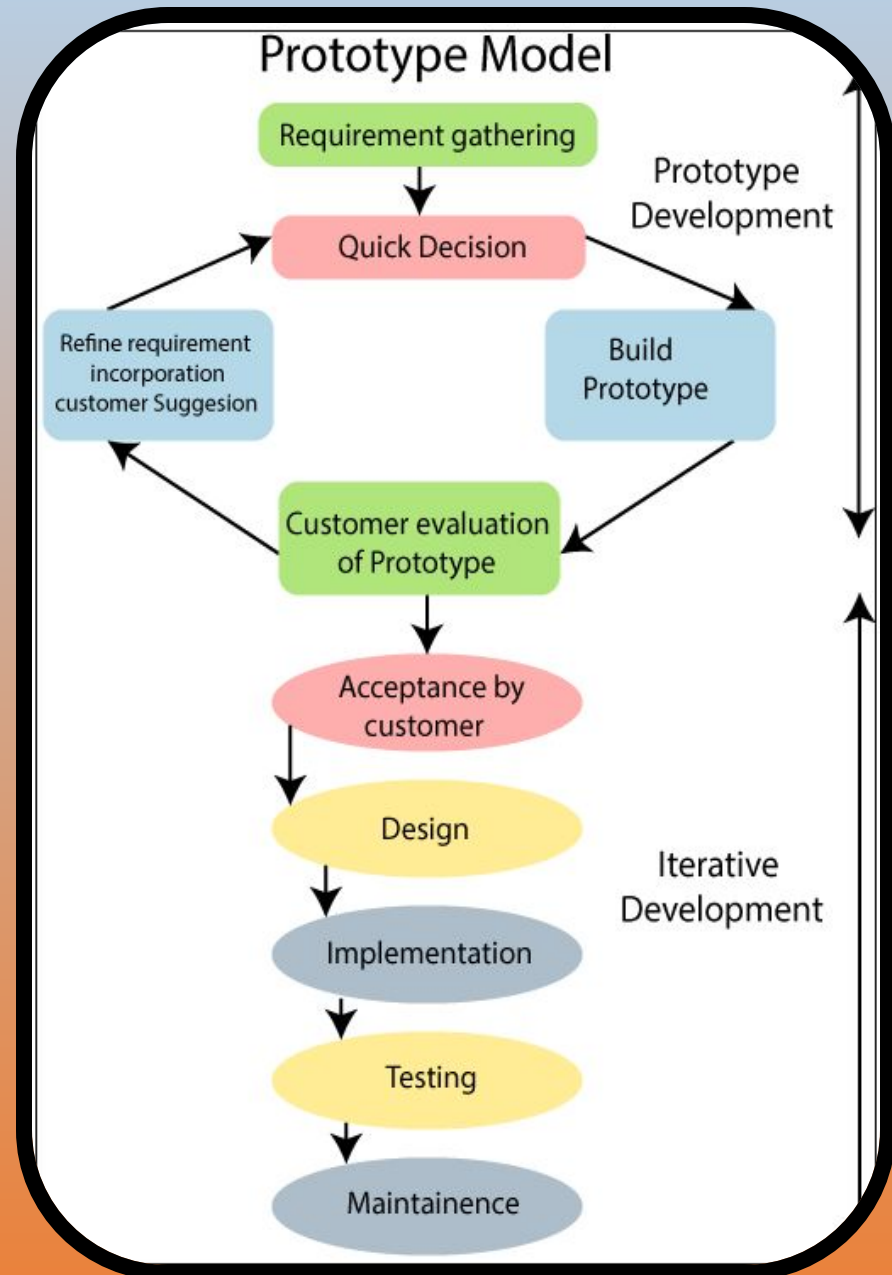 Prototype Model
Requirement gathering
Prototype
Development
Quick Decision
Refine requirement
incorporation
customer Suggesion
Build
Prototype
Customer evaluation
of Prototype
Acceptance by
customer
Design
Iterative
Development
Implementation
Testing
Maintainence